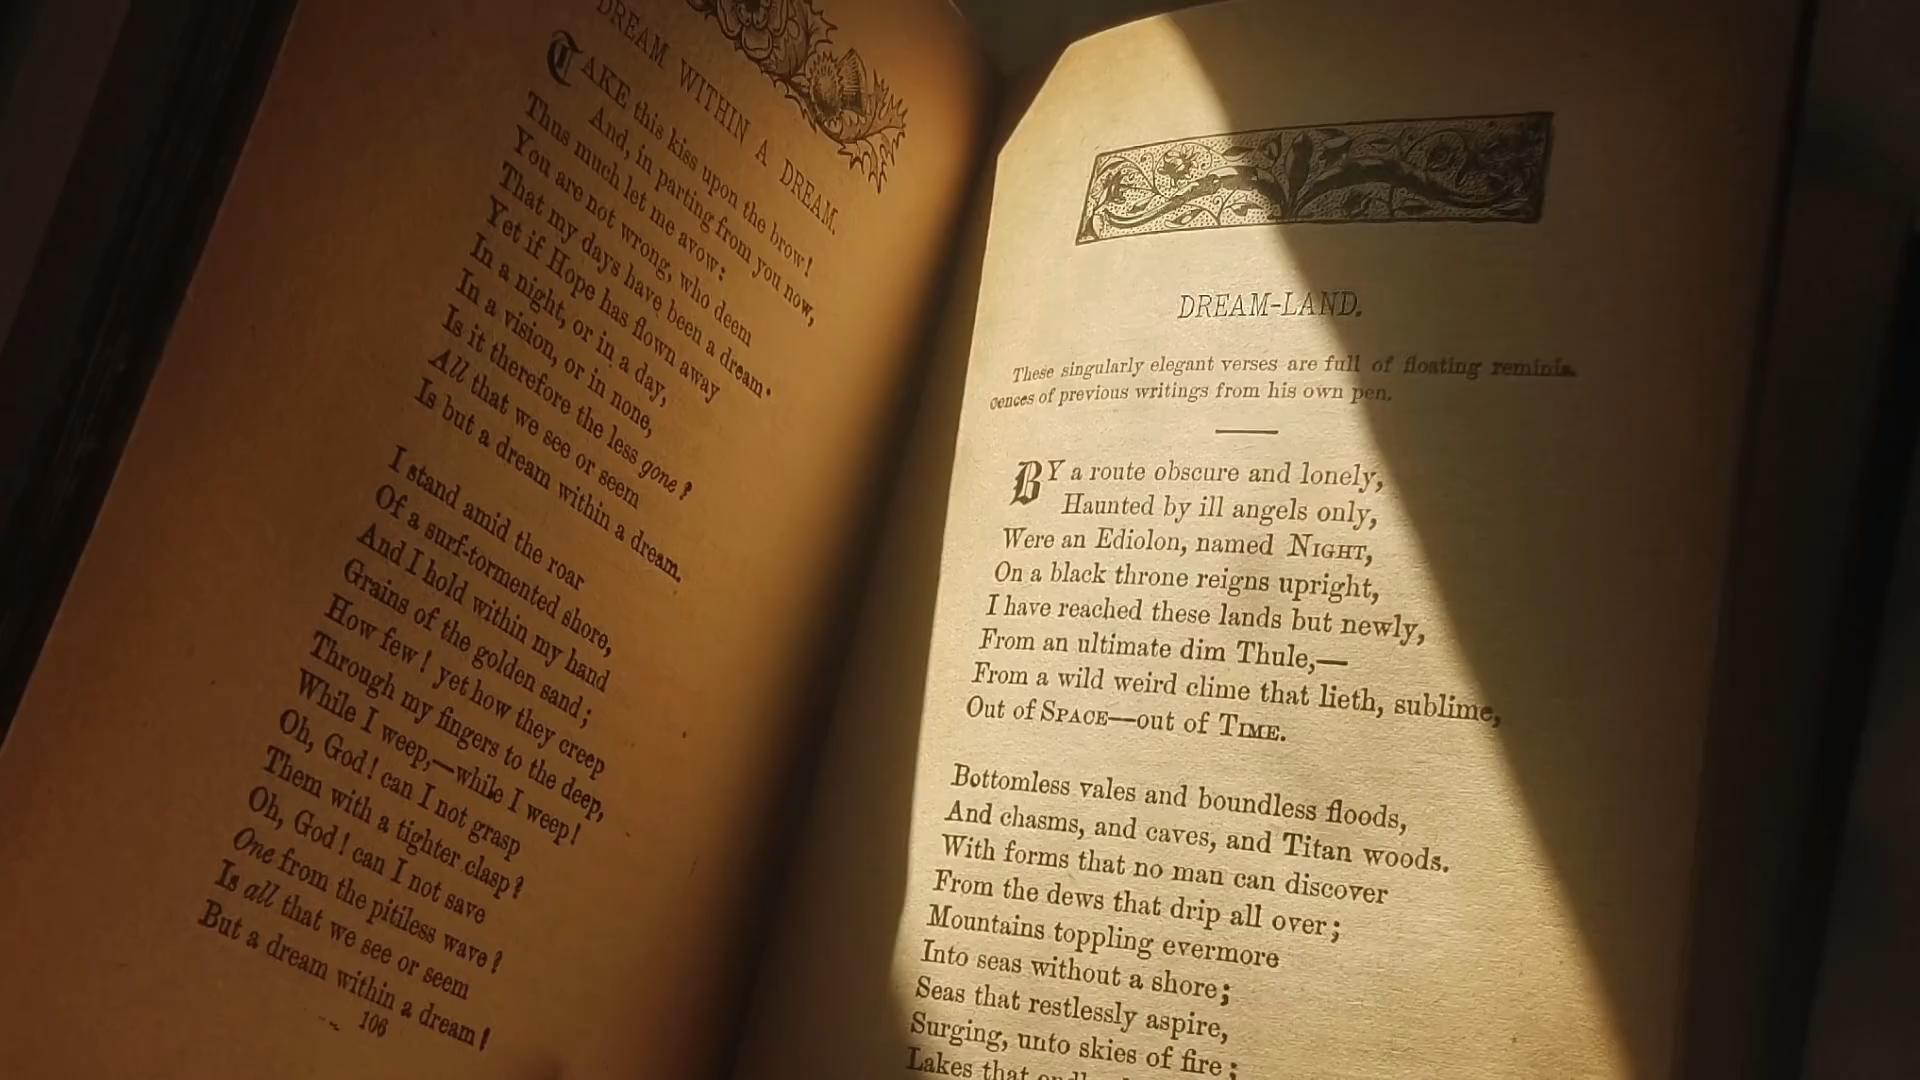 DREAM WITHIN A DREAM.
TAKE this kiss upon the brow!
And, in parting from you now,
Thus much let me avow:
You are not wrong, who deem
That my days have been a dream.
Yet if Hope has flown away
In a night, or in a day,
In a vision, or in none,
Is it therefore the less gone?
All that we see or seem
Is but a dream within a dream.
I stand amid the roar
Of a surf-tormented shore,
And I hold within my hand
Grains of the golden sand;
How few! yet how they creep
Through my fingers to the deep,
While I weep,—while I weep!
Oh, God! can I not grasp
Them with a tighter clasp?
Oh, God! can I not save
One from the pitiless wave?
Is all that we see or seem
But a dream within a dream!
106
DREAM-LAND.
These singularly elegant verses are full of floating reminis-
cences of previous writings from his own pen.
BY a route obscure and lonely,
Haunted by ill angels only,
Were an Ediolon, named NIGHT,
On a black throne reigns upright,
I have reached these lands but newly,
From an ultimate dim Thule,—
From a wild weird clime that lieth, sublime,
Out of SPACE—out of TIME.
Bottomless vales and boundless floods,
And chasms, and caves, and Titan woods.
With forms that no man can discover
From the dews that drip all over;
Mountains toppling evermore
Into seas without a shore;
Seas that restlessly aspire,
Surging, unto skies of fire;
Lakes that